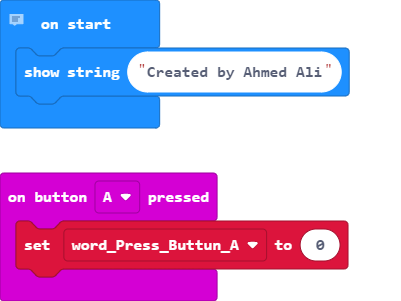 on start
show string "Created by Ahmed Ali"
on button A pressed
set word_Press_Buttun_A to 0